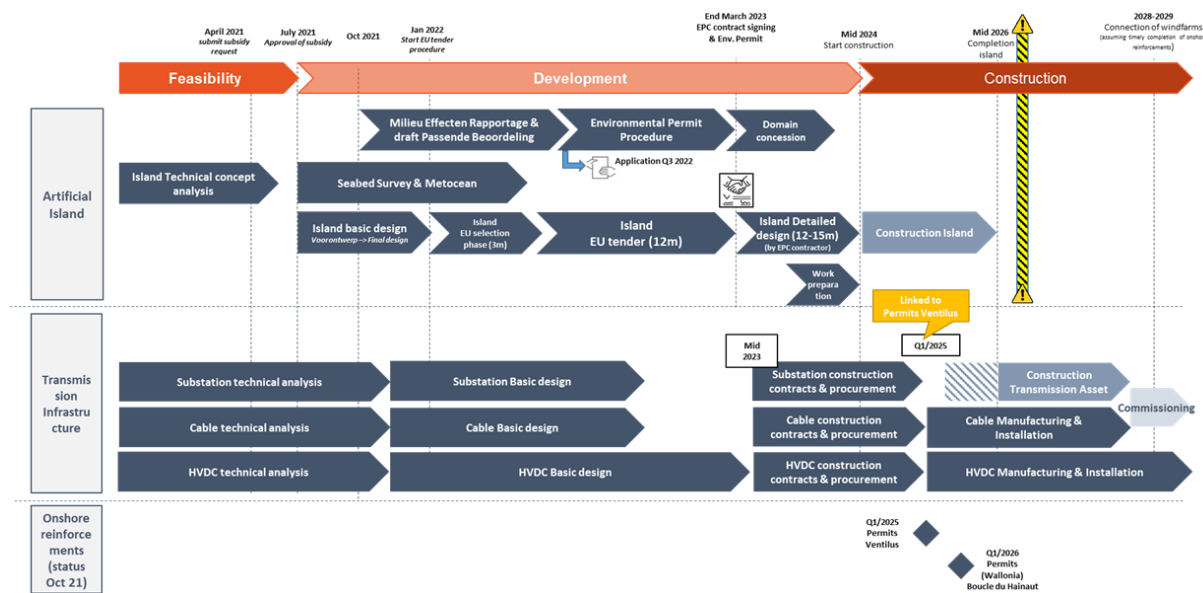 April 2021
submit subsidy
request
July 2021
Approval of subsidy
Oct 2021
Jan 2022
Start EU tender
procedure
End March 2023
EPC contract signing
& Env. Permit
Mid 2024
Start construction
Mid 2026
Completion
island
2028-2029
Connection of windfarms
(assuming timely completion of onshore
reinforcements)
Feasibility
Development
Construction
Artificial
Island
Milieu Effecten Rapportage &
draft Passende Beoordeling
Environmental Permit
Procedure
Domain
concession
Application Q3 2022
Island Technical concept
analysis
Seabed Survey & Metocean
Island basic design
Voorontwerp → Final design
Island
EU selection
phase (3m)
Island
EU tender (12m)
Island Detailed
design (12-15m)
(by EPC contractor)
Construction Island
Work
prepara
tion
Linked to
Permits Ventilus
Mid
2023
Q1/2025
Transmis
sion
Infrastru
cture
Substation technical analysis
Substation Basic design
Substation construction
contracts & procurement
Construction
Transmission Asset
Commissioning
Cable technical analysis
Cable Basic design
Cable construction
contracts & procurement
Cable Manufacturing &
Installation
HVDC technical analysis
HVDC Basic design
HVDC construction
contracts & procurement
HVDC Manufacturing & Installation
Onshore
reinforce
ments
(status
Oct 21)
Q1/2025
Permits
Ventilus
Q1/2026
Permits
(Wallonia)
Boucle du Hainaut